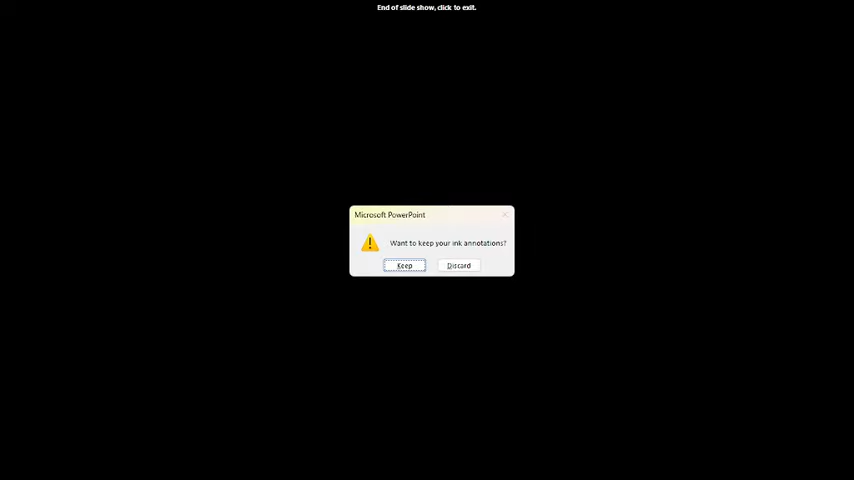 End of slide show, click to exit.
Microsoft PowerPoint
Want to keep your ink annotations?
Keep
Discard